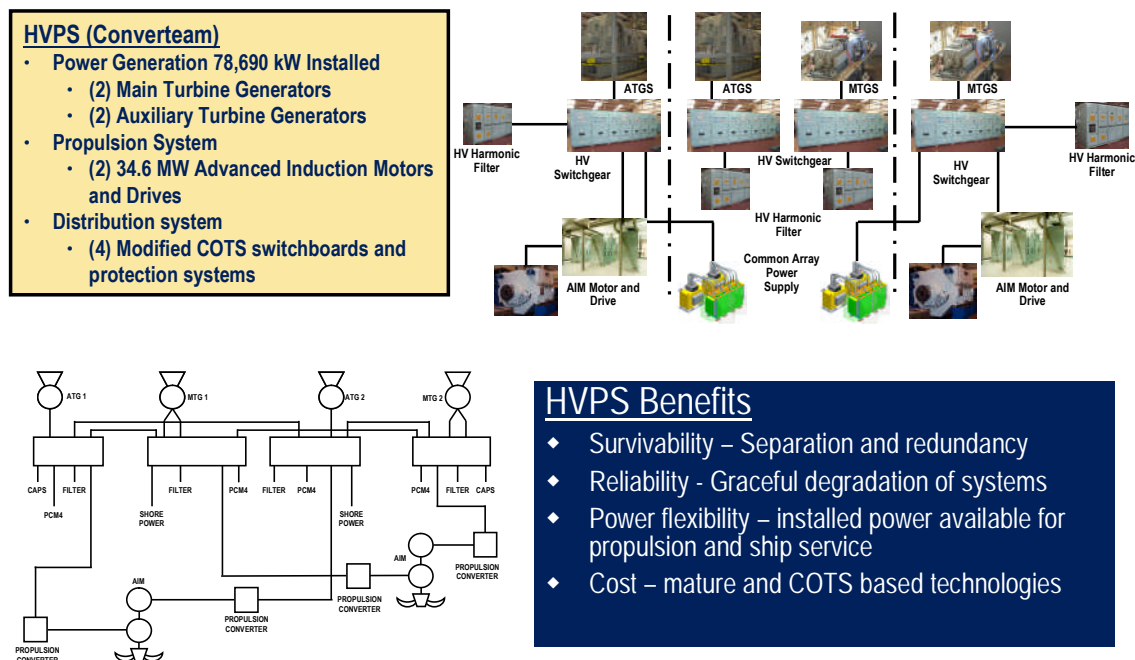 HVPS (Converteam)
• Power Generation 78,690 kW Installed
• (2) Main Turbine Generators
• (2) Auxiliary Turbine Generators
• Propulsion System
• (2) 34.6 MW Advanced Induction Motors
and Drives
• Distribution system
• (4) Modified COTS switchboards and
protection systems
ATGS
ATGS
MTGS
MTGS
HV Harmonic
Filter
HV
Switchgear
HV Switchgear
HV
Switchgear
HV Harmonic
Filter
HV Harmonic
Filter
AIM Motor and
Drive
Common Array
Power
Supply
AIM Motor and
Drive
ATG 1
MTG 1
ATG 2
MTG 2
CAPS
PCM4
FILTER
SHORE
POWER
FILTER
PCM4
FILTER
PCM4
SHORE
POWER
PCM4
FILTER
CAPS
AIM
PROPULSION
CONVERTER
PROPULSION
CONVERTER
AIM
PROPULSION
CONVERTER
PROPULSION
CONVERTER
HVPS Benefits
◆ Survivability – Separation and redundancy
◆ Reliability - Graceful degradation of systems
◆ Power flexibility – installed power available for
propulsion and ship service
◆ Cost – mature and COTS based technologies